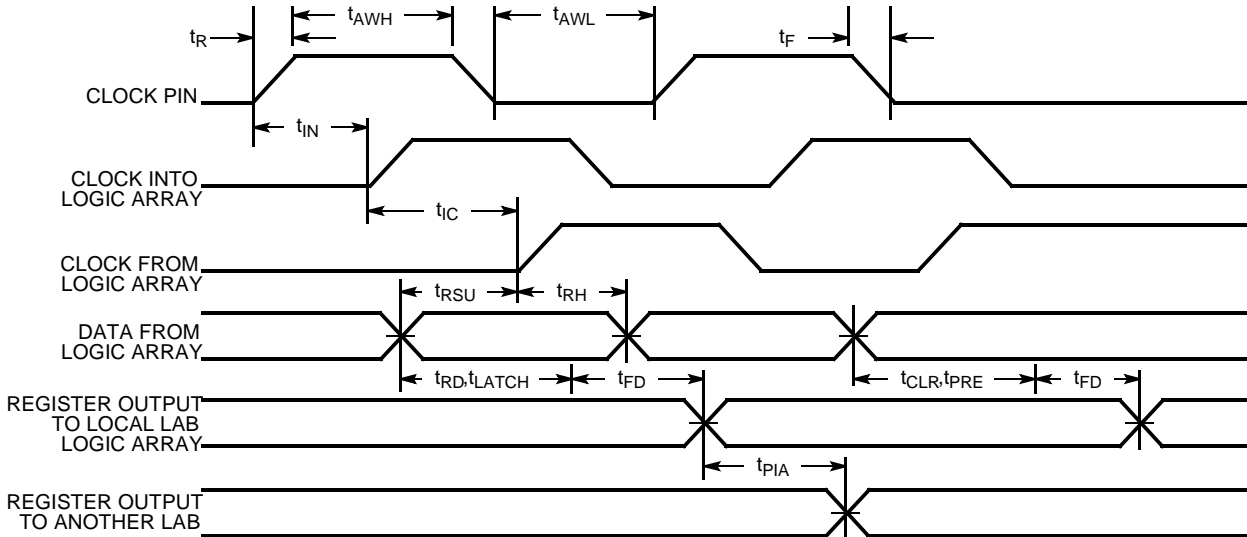 tAWH
tAWL
tR
tF
CLOCK PIN
tIN
CLOCK INTO
LOGIC ARRAY
tIC
CLOCK FROM
LOGIC ARRAY
tRSU
tRH
DATA FROM
LOGIC ARRAY
tRD,tLATCH
tFD
tCLR,tPRE
tFD
REGISTER OUTPUT
TO LOCAL LAB
LOGIC ARRAY
tPIA
REGISTER OUTPUT
TO ANOTHER LAB